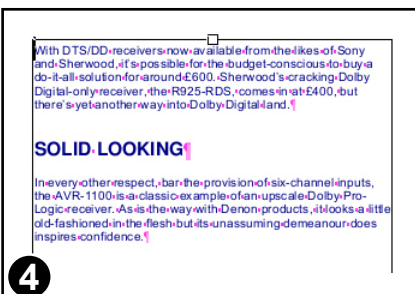 With DTS/DD receivers now available from the likes of Sony
and Sherwood, it's possible for the budget-conscious to buy a
do-it-all solution for around £600. Sherwood's cracking Dolby
Digital-only receiver, the R925-RDS, comes in at £400, but
there's yet another way into Dolby Digital land.¶
SOLID LOOKING¶
In every other respect, bar the provision of six-channel inputs,
the AVR-1100 is a classic example of an upscale Dolby Pro-
Logic receiver. As is the way with Denon products, it looks a little
old-fashioned in the flesh but its unassuming demeanour does
inspires confidence.¶
4